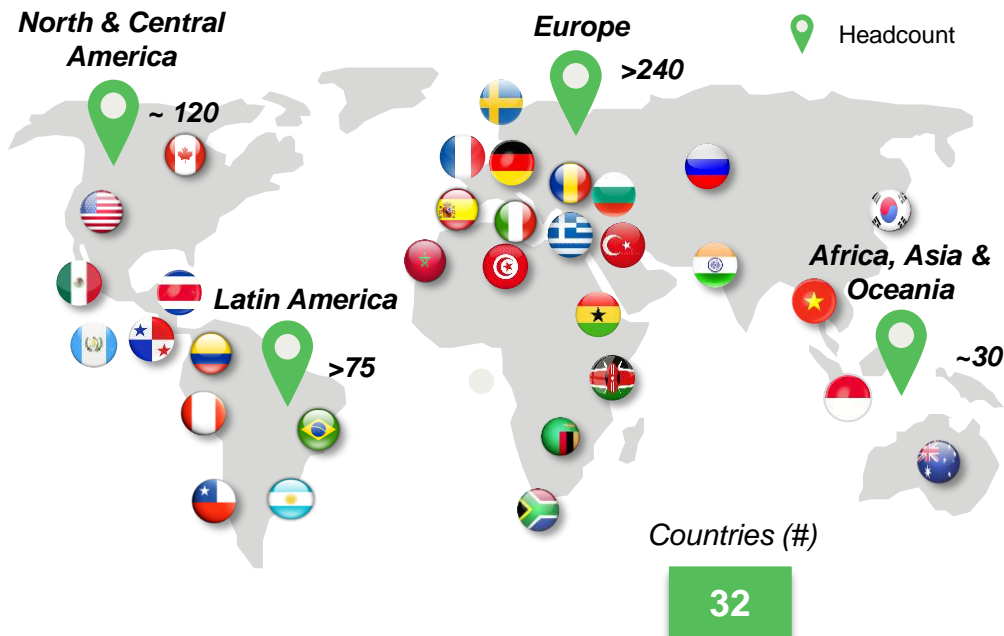 North & Central
America
~ 120
Europe
>240
Headcount
Latin America
>75
Africa, Asia &
Oceania
~30
Countries (#)
32